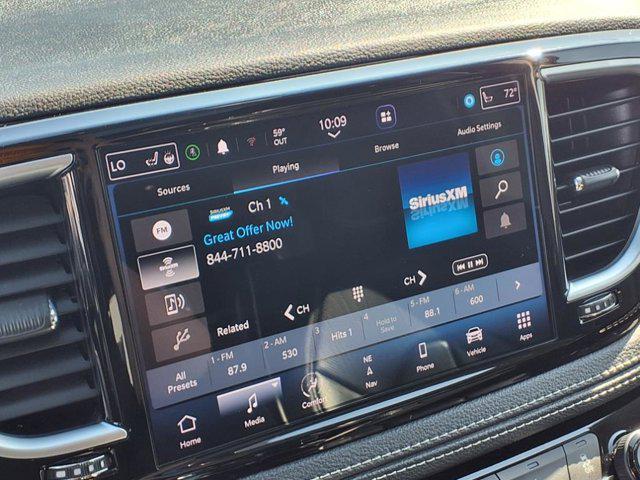 LO
59°
OUT
10:09
72°
Sources
Playing
Browse
Audio Settings
FM
SIRIUSXM
PREVIEW
Ch 1
Great Offer Now!
844-711-8800
SiriusXM
Related
CH
CH
All
Presets
1 - FM
87.9
2 - AM
530
3
Hits 1
4
Hold to
Save
5 - FM
88.1
6 - AM
600
Home
Media
Comfort
NE
Nav
Phone
Vehicle
Apps